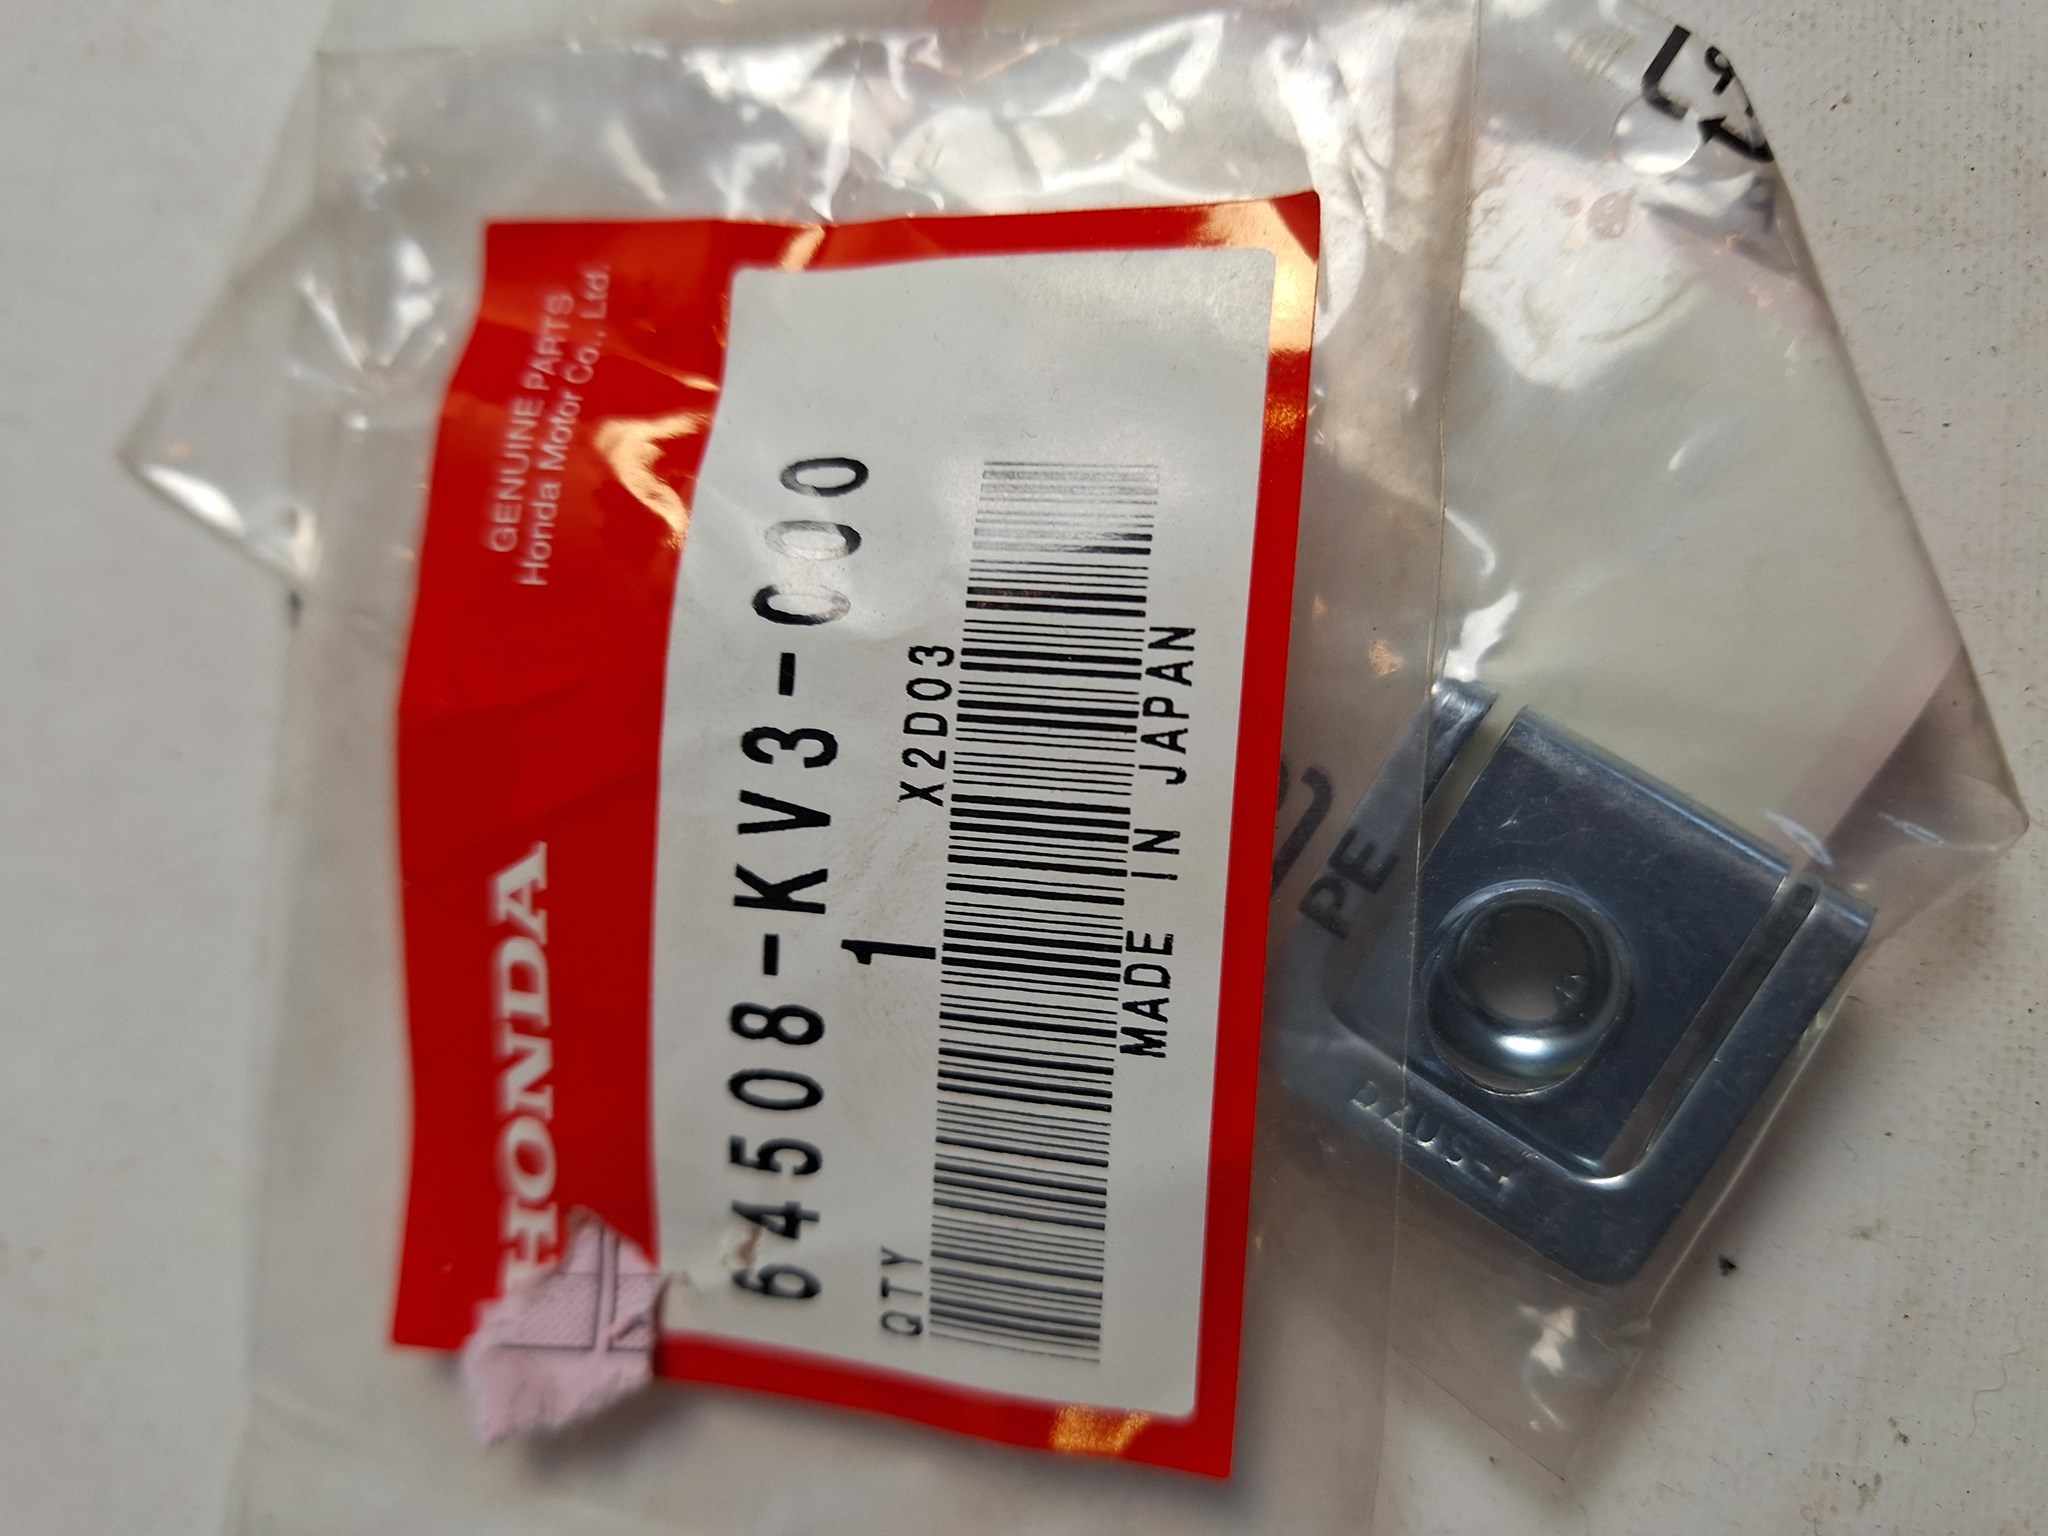 HONDA
GENUINE PARTS
Honda Motor Co., Ltd.
64508-KV3-000
QTY 1 X2D03
MADE IN JAPAN
PE